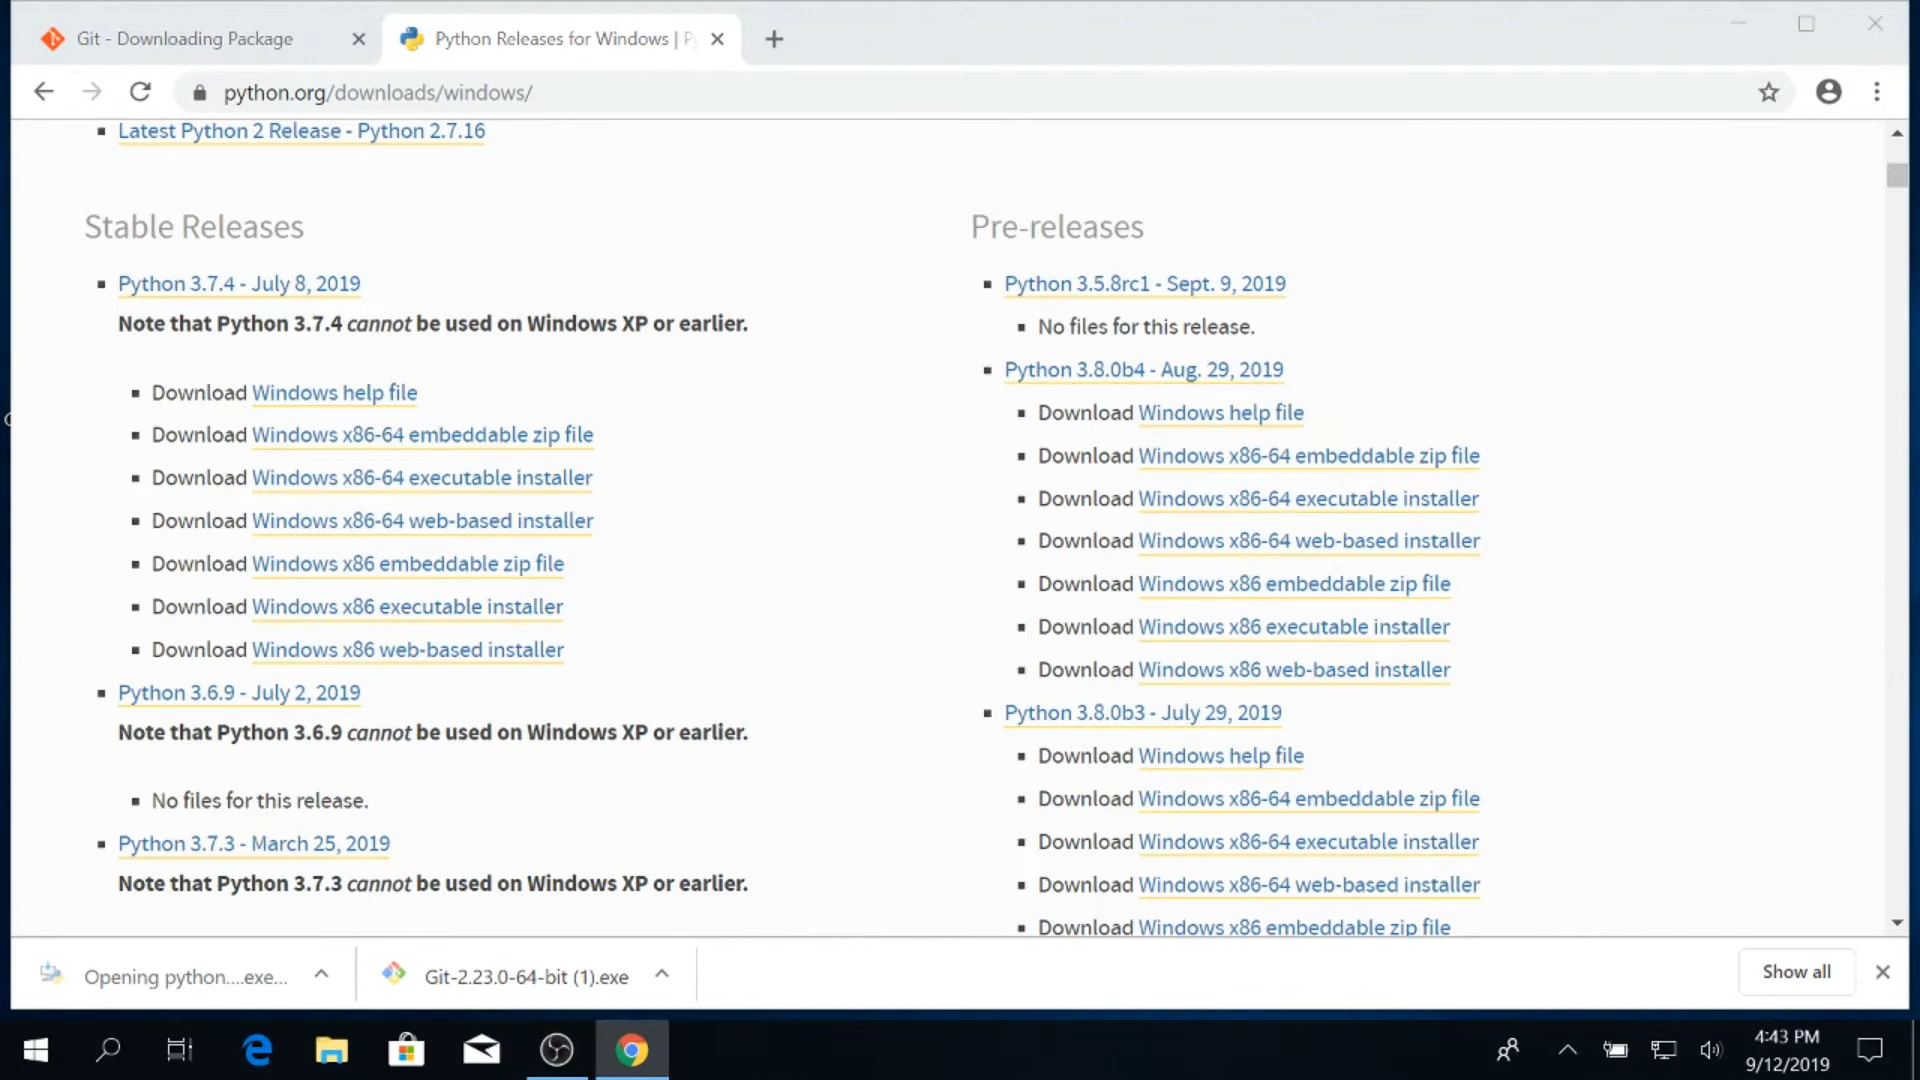 Git - Downloading Package
Python Releases for Windows | P
python.org/downloads/windows/
Latest Python 2 Release - Python 2.7.16
Stable Releases
Python 3.7.4 - July 8, 2019
Note that Python 3.7.4 cannot be used on Windows XP or earlier.
Download Windows help file
Download Windows x86-64 embeddable zip file
Download Windows x86-64 executable installer
Download Windows x86-64 web-based installer
Download Windows x86 embeddable zip file
Download Windows x86 executable installer
Download Windows x86 web-based installer
Python 3.6.9 - July 2, 2019
Note that Python 3.6.9 cannot be used on Windows XP or earlier.
No files for this release.
Python 3.7.3 - March 25, 2019
Note that Python 3.7.3 cannot be used on Windows XP or earlier.
Pre-releases
Python 3.5.8rc1 - Sept. 9, 2019
No files for this release.
Python 3.8.0b4 - Aug. 29, 2019
Download Windows help file
Download Windows x86-64 embeddable zip file
Download Windows x86-64 executable installer
Download Windows x86-64 web-based installer
Download Windows x86 embeddable zip file
Download Windows x86 executable installer
Download Windows x86 web-based installer
Python 3.8.0b3 - July 29, 2019
Download Windows help file
Download Windows x86-64 embeddable zip file
Download Windows x86-64 executable installer
Download Windows x86-64 web-based installer
Download Windows x86 embeddable zip file
Opening python....exe...
Git-2.23.0-64-bit (1).exe
Show all
4:43 PM
9/12/2019